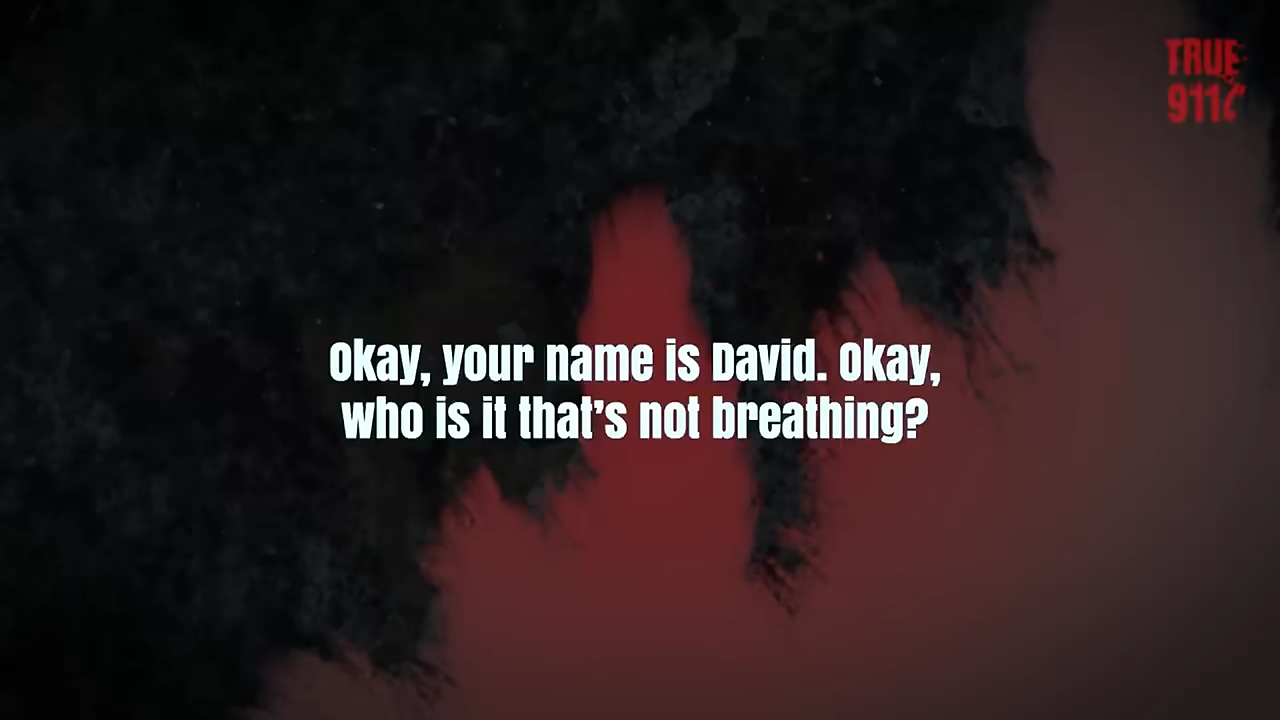 TRUE
911
Okay, your name is David. Okay,
who is it that’s not breathing?